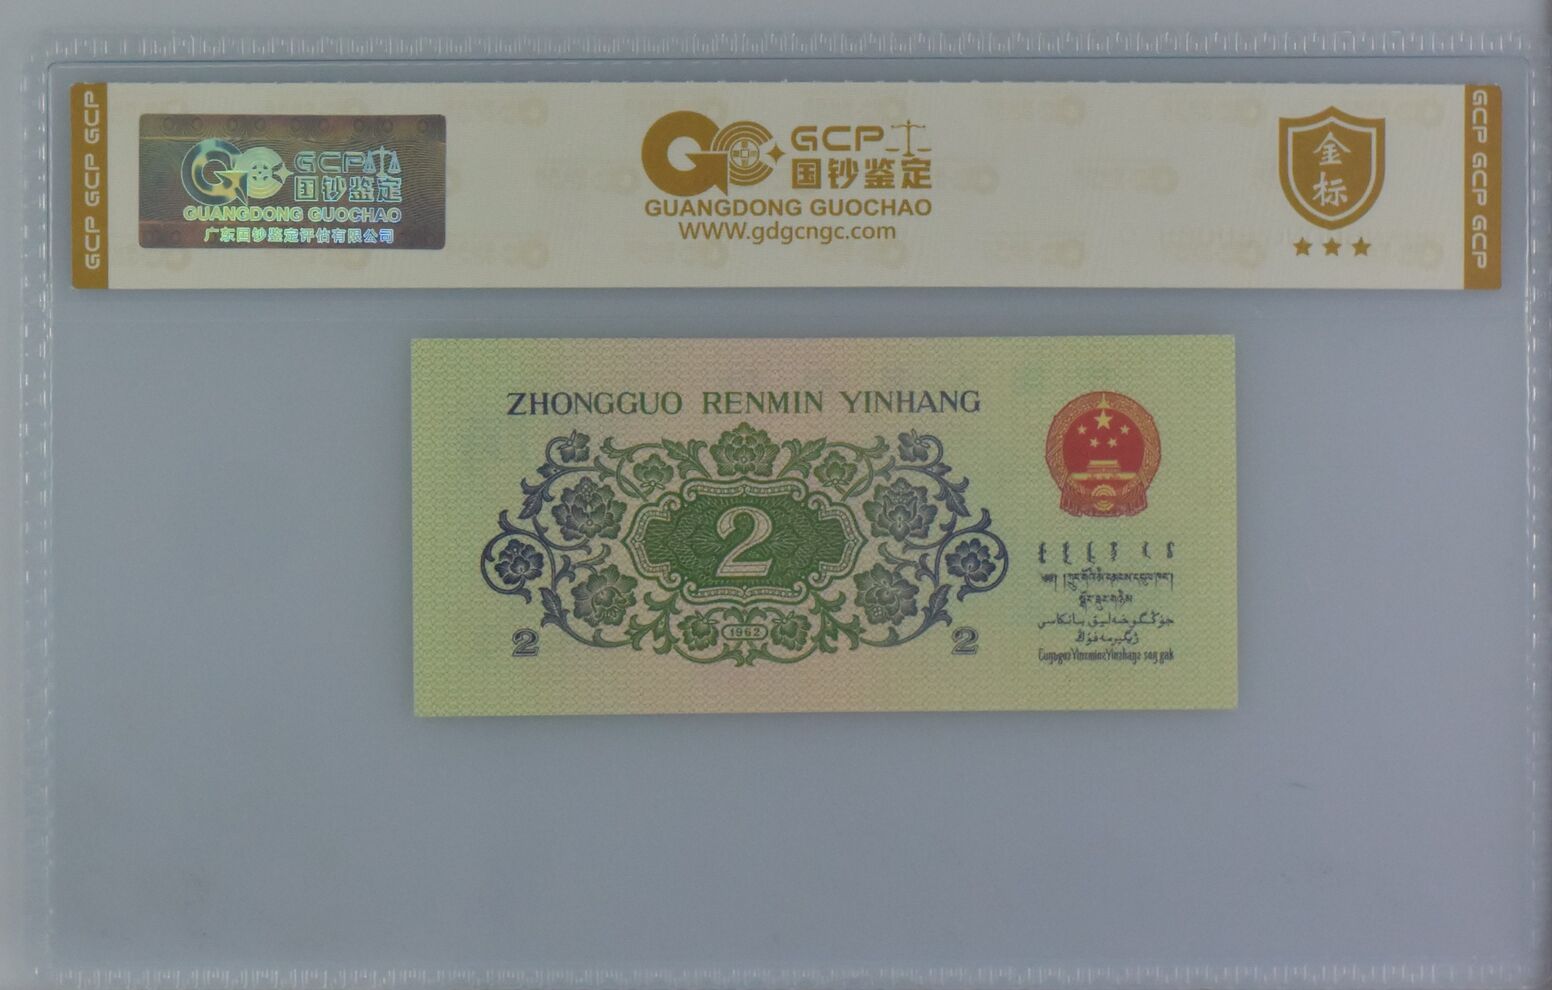 GCP GCP GCP
GCP
国钞鉴定
GUANGDONG GUOCHAO
广东国钞鉴定评估有限公司
GCP
国钞鉴定
GUANGDONG GUOCHAO
WWW.gdgcngc.com
金
标
GCP GCP GCP
ZHONGGUO RENMIN YINHANG
2
1962
2
2